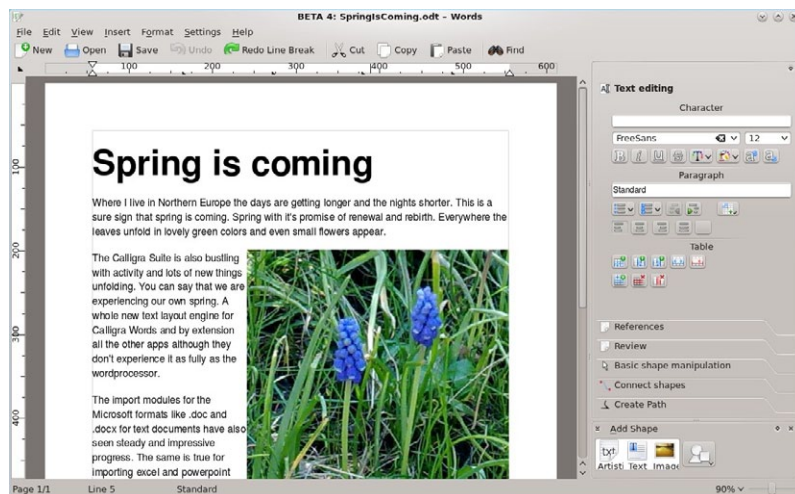 BETA 4: SpringIsComing.odt - Words
File Edit View Insert Format Settings Help
New Open Save Undo Redo Line Break Cut Copy Paste Find
100 200 300 400 500 600
100
200
300
400
Spring is coming
Where I live in Northern Europe the days are getting longer and the nights shorter. This is a
sure sign that spring is coming. Spring with it's promise of renewal and rebirth. Everywhere the
leaves unfold in lovely green colors and even small flowers appear.
The Calligra Suite is also bustling
with activity and lots of new things
unfolding. You can say that we are
experiencing our own spring. A
whole new text layout engine for
Calligra Words and by extension
all the other apps although they
don't experience it as fully as the
wordprocessor.
The import modules for the
Microsoft formats like .doc and
.docx for text documents have also
seen steady and impressive
progress. The same is true for
importing excel and powerpoint
Text editing
Character
FreeSans 12
Paragraph
Standard
Table
References
Review
Basic shape manipulation
Connect shapes
Create Path
Add Shape
txt
Artisti Text Image
Page 1/1 Line 5 Standard 90%